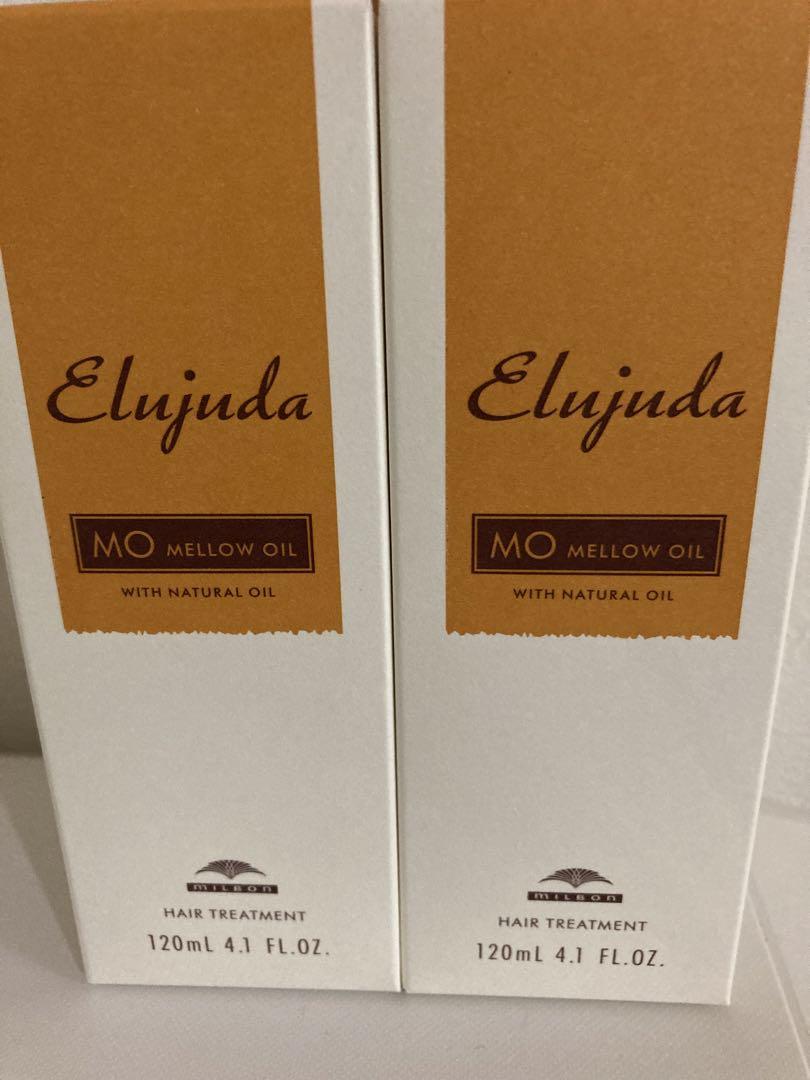 Elujuda
MO MELLOW OIL
WITH NATURAL OIL
MILBON
HAIR TREATMENT
120mL 4.1 FL.OZ.
Elujuda
MO MELLOW OIL
WITH NATURAL OIL
MILBON
HAIR TREATMENT
120mL 4.1 FL.OZ.